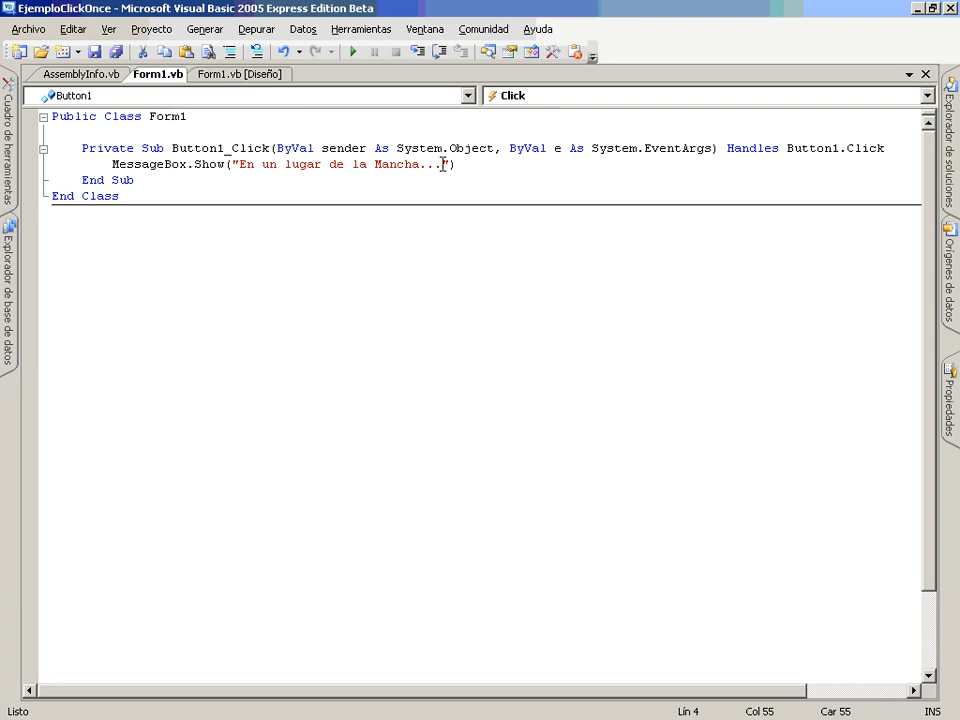 EjemploClickOnce - Microsoft Visual Basic 2005 Express Edition Beta
Archivo Editar Ver Proyecto Generar Depurar Datos Herramientas Ventana Comunidad Ayuda
AssemblyInfo.vb Form1.vb Form1.vb [Diseño]
Button1 Click
Public Class Form1
Private Sub Button1_Click(ByVal sender As System.Object, ByVal e As System.EventArgs) Handles Button1.Click
MessageBox.Show("En un lugar de la Mancha...")
End Sub
End Class
Cuadro de herramientas
Explorador de base de datos
Explorador de soluciones
Orígenes de datos
Propiedades
Listo Lín 4 Col 55 Car 55 INS